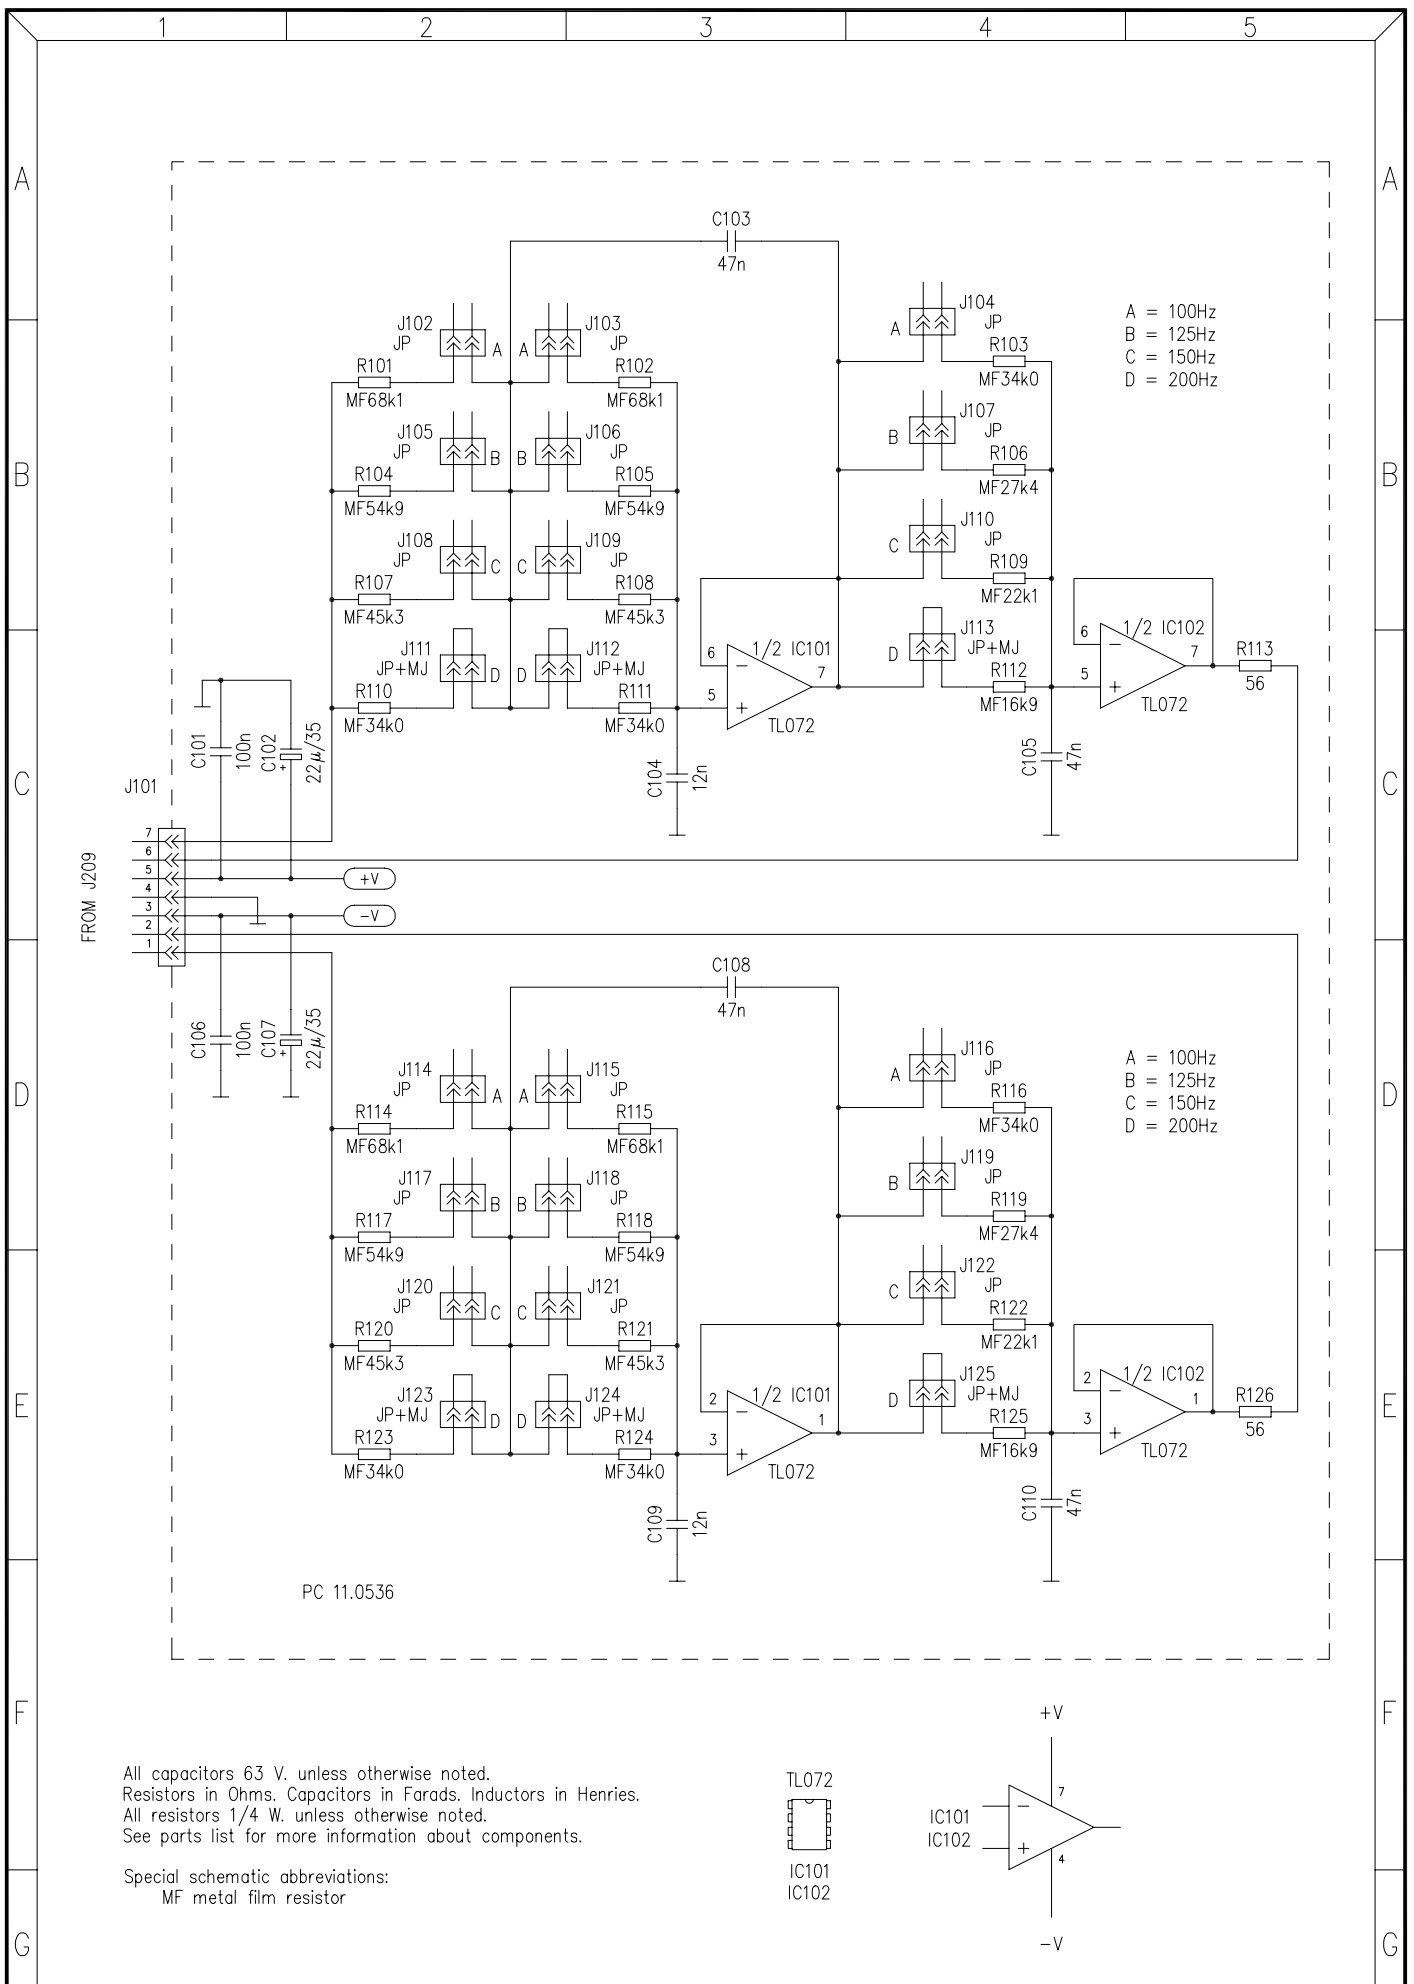 1 2 3 4 5
A A
B B
C C
D D
E E
F F
G G
C103
47n
J102
JP
A
A
J103
JP
R101
MF68k1
R102
MF68k1
J105
JP
B
B
J106
JP
R104
MF54k9
R105
MF54k9
J108
JP
C
C
J109
JP
R107
MF45k3
R108
MF45k3
J111
JP+MJ
D
D
J112
JP+MJ
R110
MF34k0
R111
MF34k0
A
J104
JP
R103
MF34k0
B
J107
JP
R106
MF27k4
C
J110
JP
R109
MF22k1
D
J113
JP+MJ
R112
MF16k9
A = 100Hz
B = 125Hz
C = 150Hz
D = 200Hz
6
5
7
1/2 IC101
TL072
6
5
7
1/2 IC102
TL072
R113
56
C101
100n
C102
+
22µ/35
C104
12n
C105
47n
J101
FROM J209
7
6
5
4
3
2
1
+V
-V
C106
100n
C107
+
22µ/35
C108
47n
J114
JP
A
A
J115
JP
R114
MF68k1
R115
MF68k1
J117
JP
B
B
J118
JP
R117
MF54k9
R118
MF54k9
J120
JP
C
C
J121
JP
R120
MF45k3
R121
MF45k3
J123
JP+MJ
D
D
J124
JP+MJ
R123
MF34k0
R124
MF34k0
A
J116
JP
R116
MF34k0
B
J119
JP
R119
MF27k4
C
J122
JP
R122
MF22k1
D
J125
JP+MJ
R125
MF16k9
A = 100Hz
B = 125Hz
C = 150Hz
D = 200Hz
2
3
1
1/2 IC101
TL072
2
3
1
1/2 IC102
TL072
R126
56
C109
12n
C110
47n
PC 11.0536
All capacitors 63 V. unless otherwise noted.
Resistors in Ohms. Capacitors in Farads. Inductors in Henries.
All resistors 1/4 W. unless otherwise noted.
See parts list for more information about components.
Special schematic abbreviations:
MF metal film resistor
TL072
IC101
IC102
+V
7
IC101
IC102
4
-V